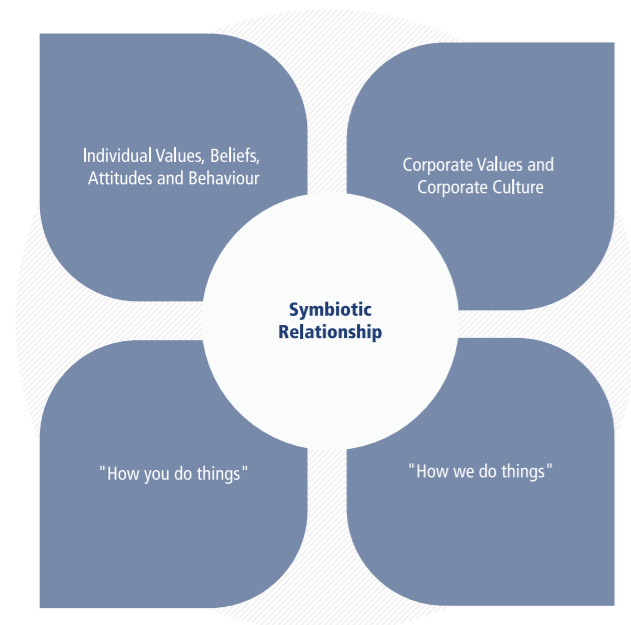 Individual Values, Beliefs,
Attitudes and Behaviour
Corporate Values and
Corporate Culture
Symbiotic
Relationship
"How you do things"
"How we do things"